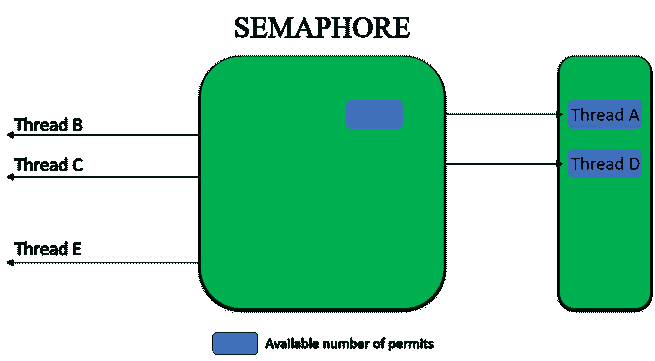 SEMAPHORE
Thread B
Thread C
Thread E
Thread A
Thread D
Available number of permits